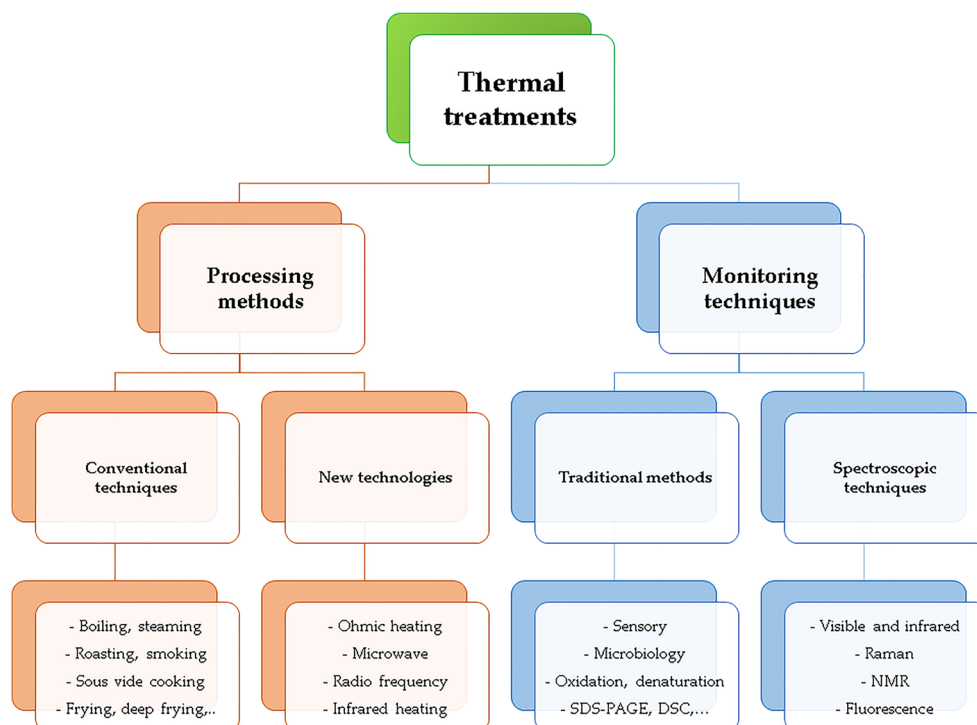 Thermal
treatments
Processing
methods
Monitoring
techniques
Conventional
techniques
New technologies
Traditional methods
Spectroscopic
techniques
- Boiling, steaming
- Roasting, smoking
- Sous vide cooking
- Frying, deep frying,..
- Ohmic heating
- Microwave
- Radio frequency
- Infrared heating
- Sensory
- Microbiology
- Oxidation, denaturation
- SDS-PAGE, DSC,...
- Visible and infrared
- Raman
- NMR
- Fluorescence